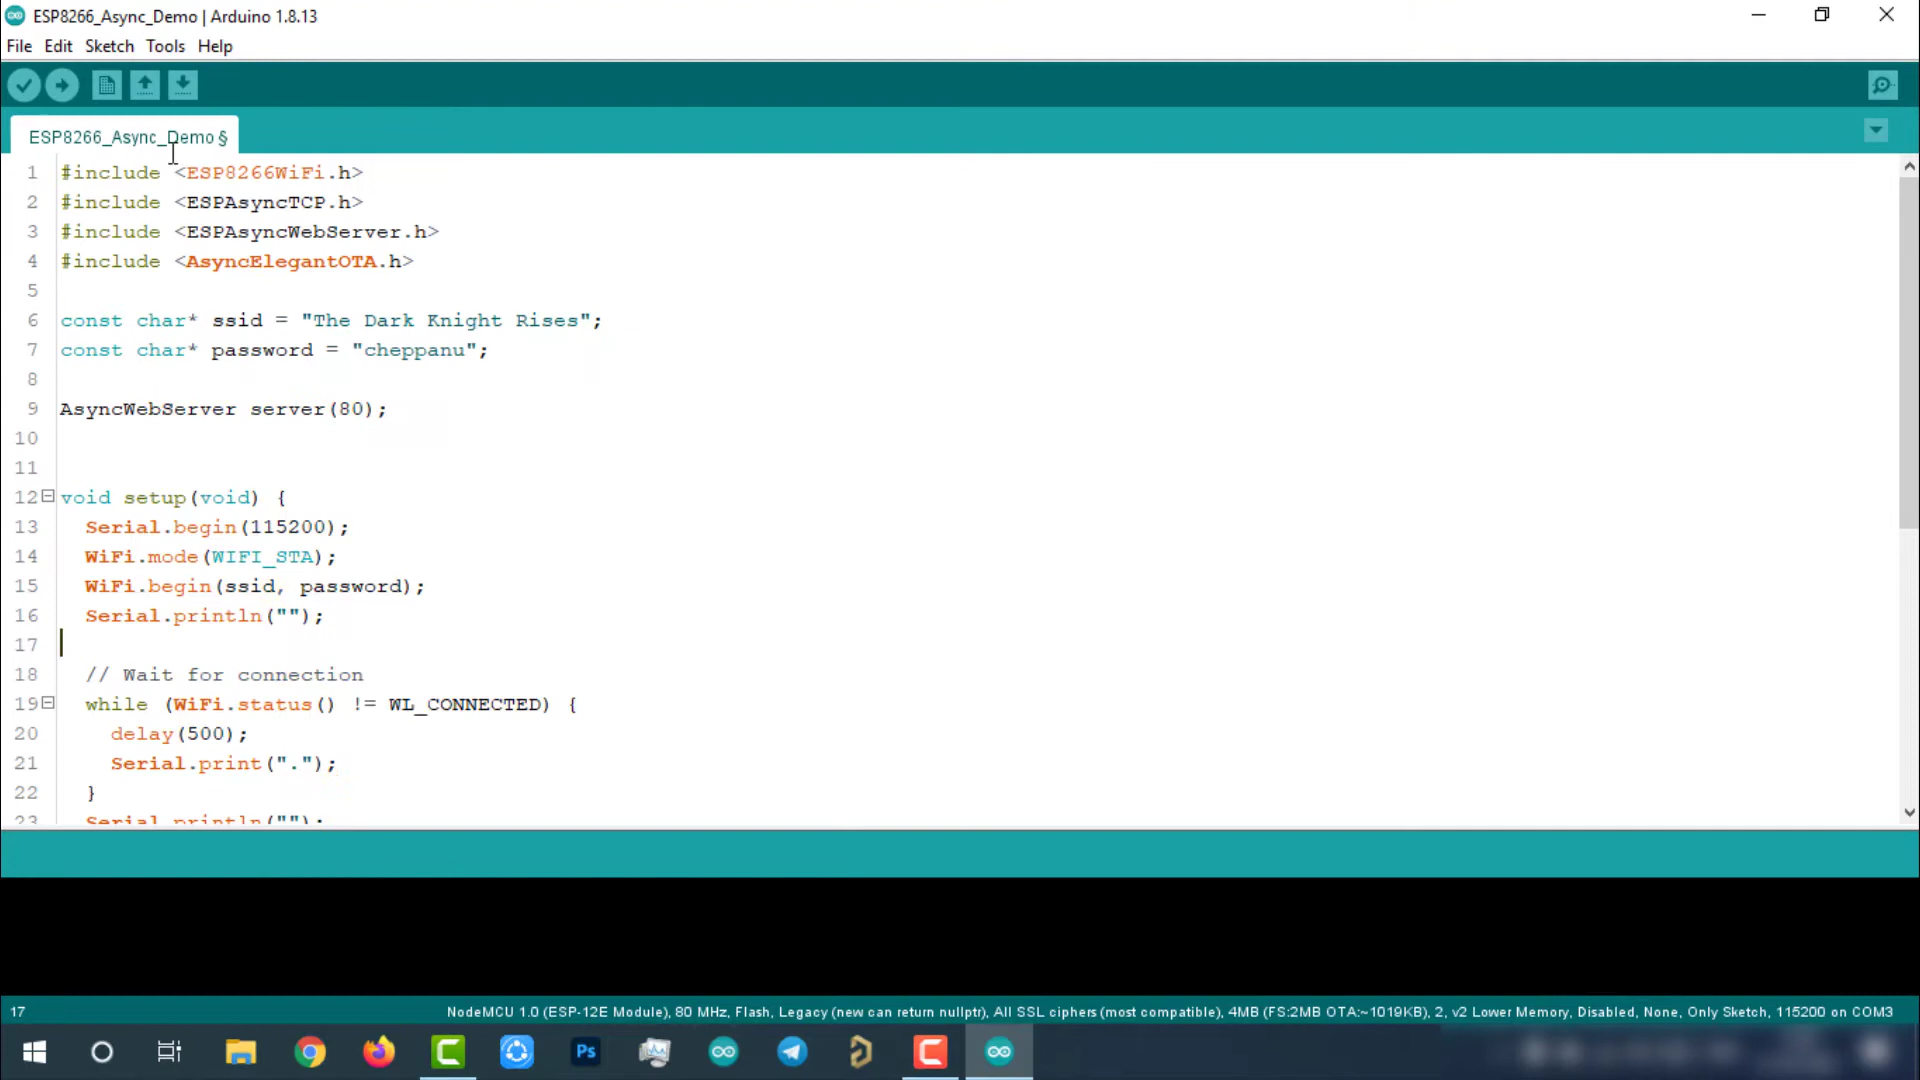 ESP8266_Async_Demo | Arduino 1.8.13
File Edit Sketch Tools Help
ESP8266_Async_Demo §
1 #include <ESP8266WiFi.h>
2 #include <ESPAsyncTCP.h>
3 #include <ESPAsyncWebServer.h>
4 #include <AsyncElegantOTA.h>
5
6 const char* ssid = "The Dark Knight Rises";
7 const char* password = "cheppanu";
8
9 AsyncWebServer server(80);
10
11
12 void setup(void) {
13 Serial.begin(115200);
14 WiFi.mode(WIFI_STA);
15 WiFi.begin(ssid, password);
16 Serial.println("");
17
18 // Wait for connection
19 while (WiFi.status() != WL_CONNECTED) {
20 delay(500);
21 Serial.print(".");
22 }
23 Serial.println("");
17 NodeMCU 1.0 (ESP-12E Module), 80 MHz, Flash, Legacy (new can return nullptr), All SSL ciphers (most compatible), 4MB (FS:2MB OTA:~1019KB), 2, v2 Lower Memory, Disabled, None, Only Sketch, 115200 on COM3
Ps